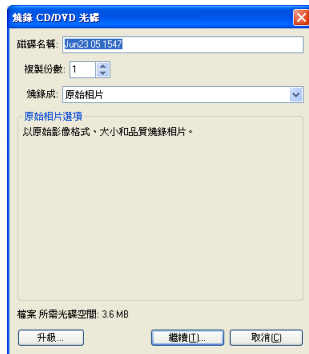 燒錄 CD/DVD 光碟
磁碟名稱: Jun23 05 1547
複製份數: 1
燒錄成: 原始相片
原始相片選項
以原始影像格式、大小和品質燒錄相片。
檔案 所需光碟空間: 3.6 MB
升級... 繼續(T)... 取消(C)